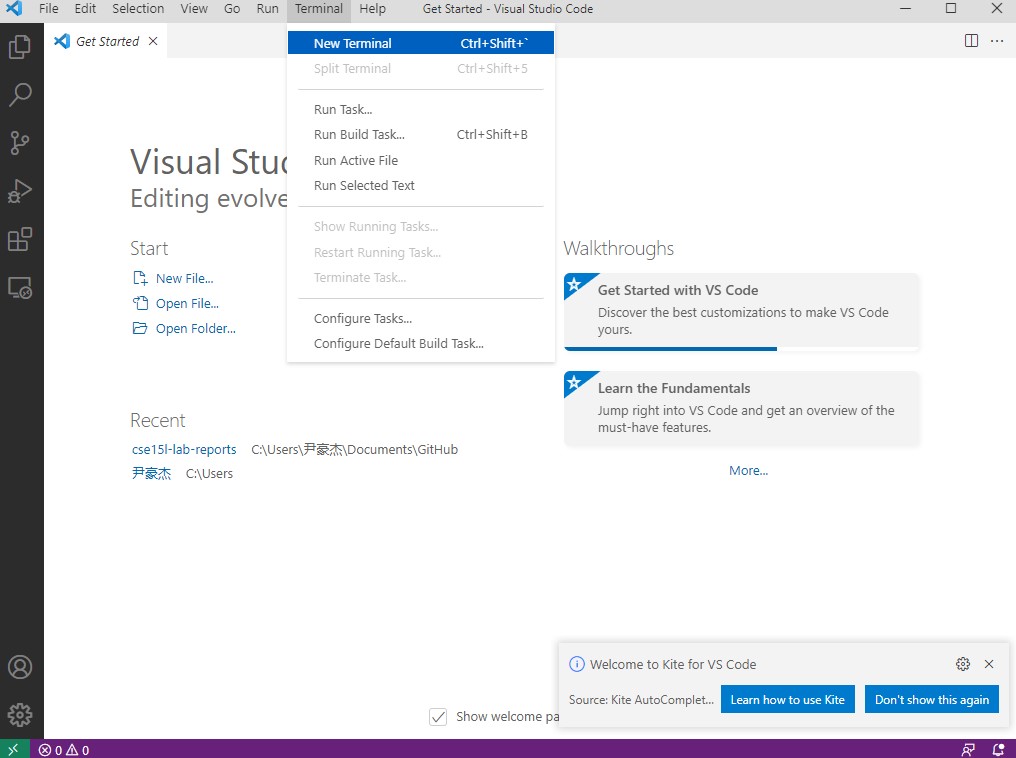 File Edit Selection View Go Run Terminal Help Get Started - Visual Studio Code
Get Started
New Terminal Ctrl+Shift+`
Split Terminal Ctrl+Shift+5
Run Task...
Run Build Task... Ctrl+Shift+B
Run Active File
Run Selected Text
Show Running Tasks...
Restart Running Task...
Terminate Task...
Configure Tasks...
Configure Default Build Task...
Visual Stu
Editing evolve
Start
New File...
Open File...
Open Folder...
Recent
cse15l-lab-reports C:\Users\尹豪杰\Documents\GitHub
尹豪杰 C:\Users
Walkthroughs
Get Started with VS Code
Discover the best customizations to make VS Code
yours.
Learn the Fundamentals
Jump right into VS Code and get an overview of the
must-have features.
More...
Welcome to Kite for VS Code
Source: Kite AutoComplet... Learn how to use Kite Don't show this again
Show welcome pa
0 0